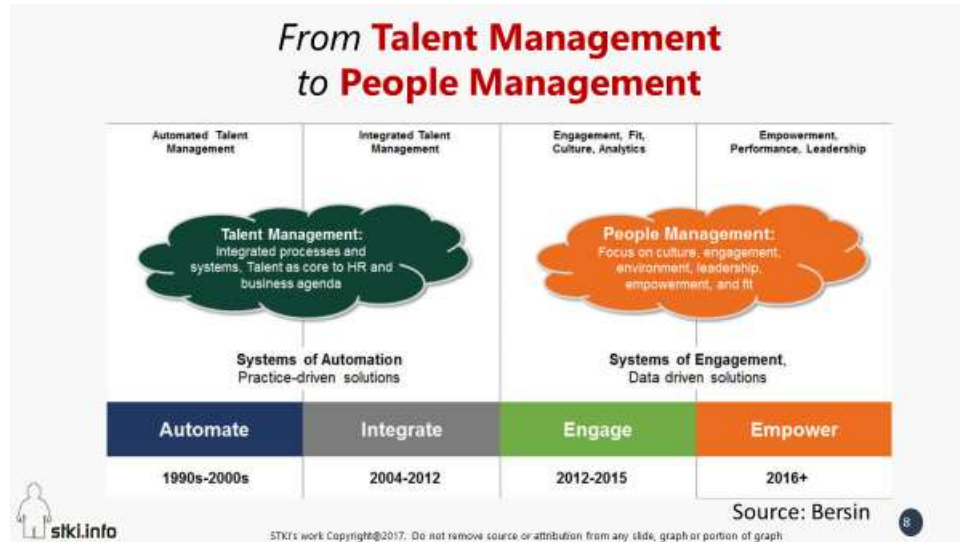 From Talent Management
to People Management
Automated Talent
Management
Integrated Talent
Management
Engagement, Fit,
Culture, Analytics
Empowerment,
Performance, Leadership
Talent Management:
Integrated processes and
systems, Talent as core to HR and
business agenda
People Management:
Focus on culture, engagement,
environment, leadership,
empowerment, and fit
Systems of Automation
Practice-driven solutions
Systems of Engagement,
Data driven solutions
Automate
Integrate
Engage
Empower
1990s-2000s
2004-2012
2012-2015
2016+
Source: Bersin
stki.info
STKI's work Copyright@2017. Do not remove source or attribution from any slide, graph or portion of graph
8